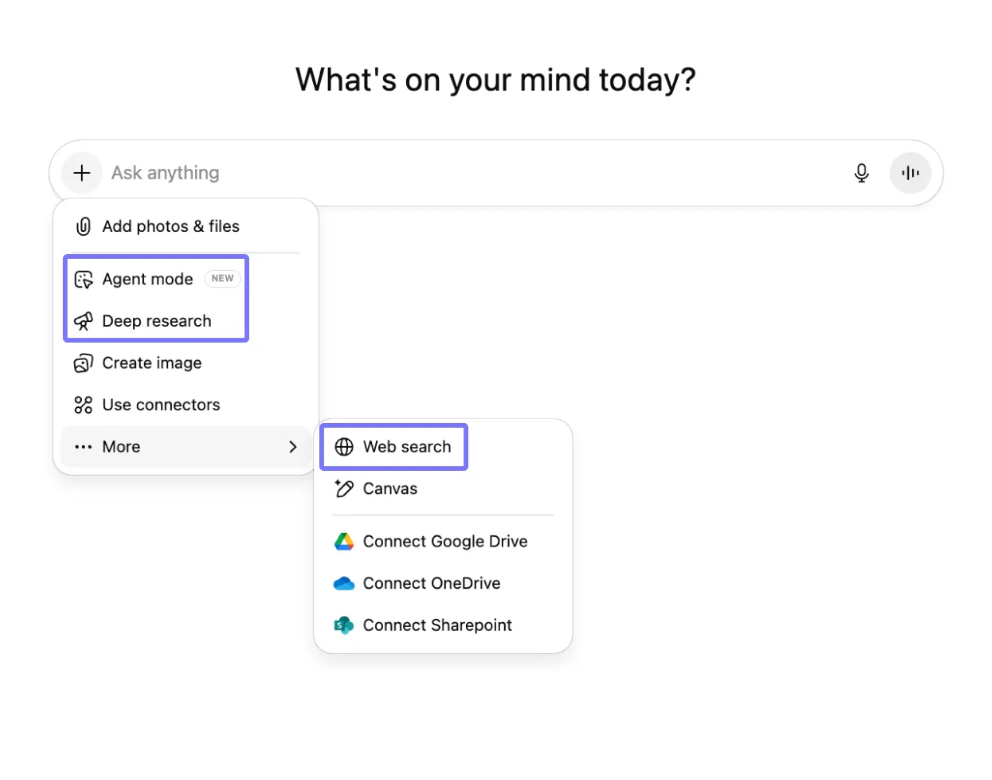 What's on your mind today?
Ask anything
Add photos & files
Agent mode NEW
Deep research
Create image
Use connectors
More
Web search
Canvas
Connect Google Drive
Connect OneDrive
Connect Sharepoint